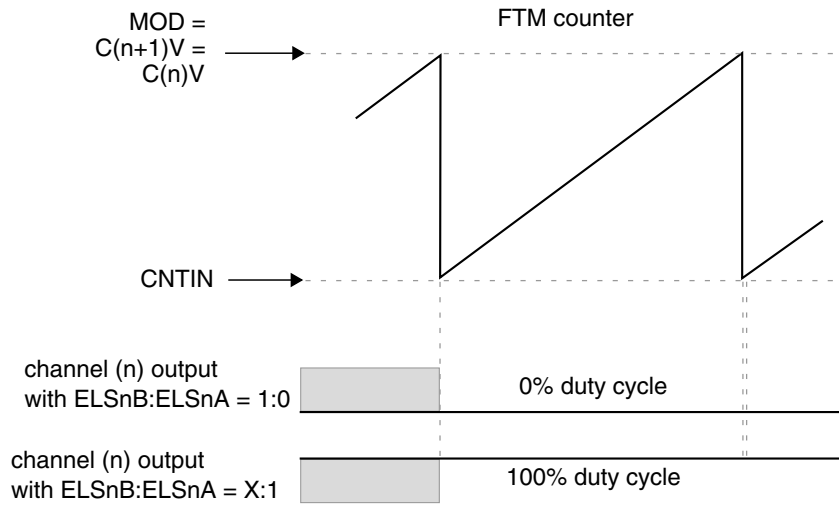 MOD =
C(n+1)V =
C(n)V
FTM counter
CNTIN
channel (n) output
with ELSnB:ELSnA = 1:0
0% duty cycle
channel (n) output
with ELSnB:ELSnA = X:1
100% duty cycle